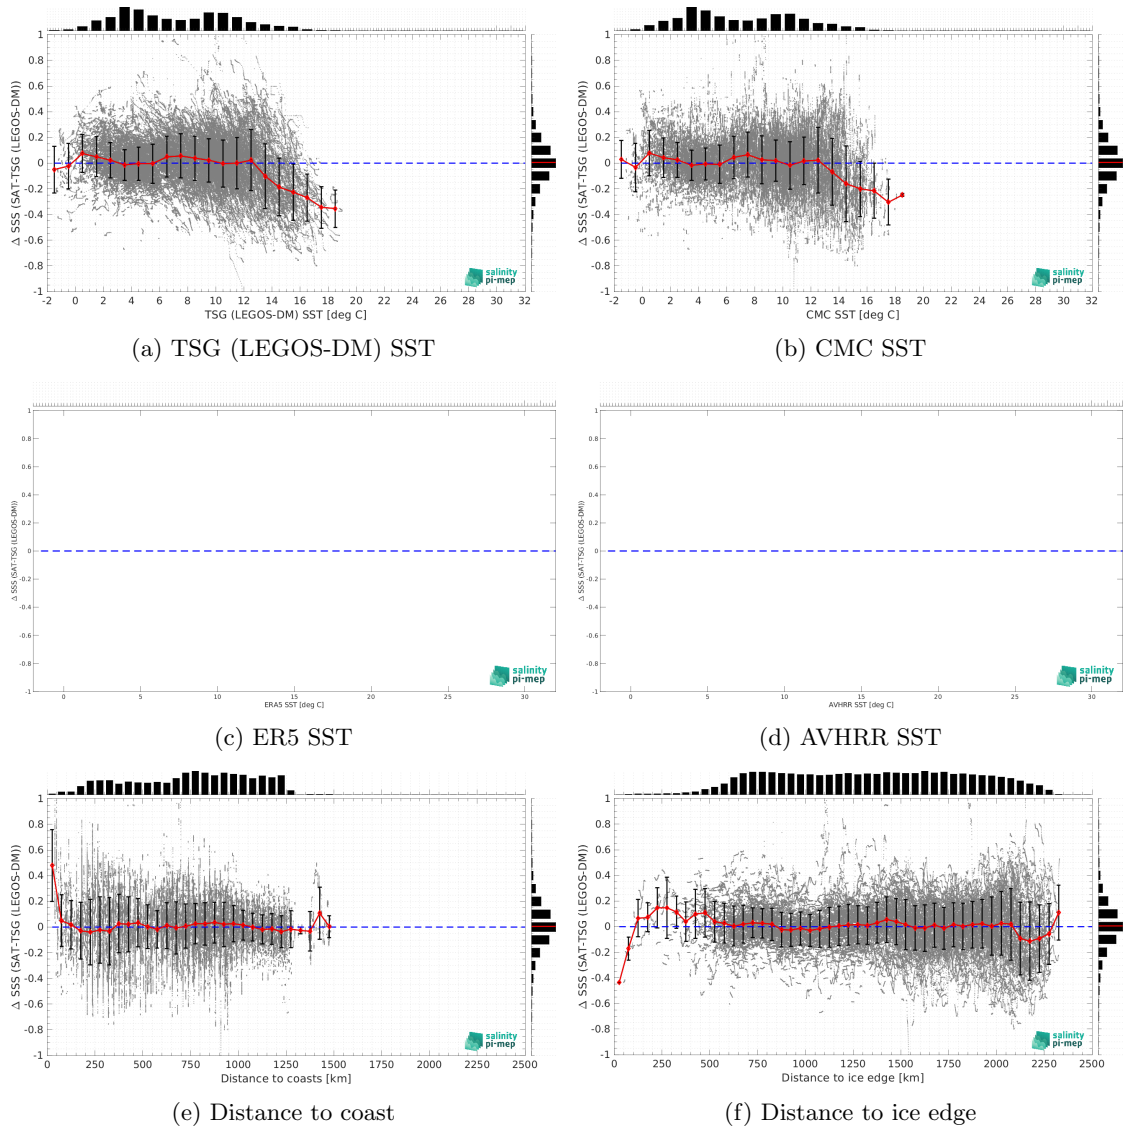 1
0.8
0.6
0.4
0.2
0
-0.2
-0.4
-0.6
-0.8
-1
Δ SSS (SAT-TSG (LEGOS-DM))
salinity
pi-mep
-2 0 2 4 6 8 10 12 14 16 18 20 22 24 26 28 30 32
TSG (LEGOS-DM) SST [deg C]
(a) TSG (LEGOS-DM) SST
1
0.8
0.6
0.4
0.2
0
-0.2
-0.4
-0.6
-0.8
-1
Δ SSS (SAT-TSG (LEGOS-DM))
salinity
pi-mep
-2 0 2 4 6 8 10 12 14 16 18 20 22 24 26 28 30 32
CMC SST [deg C]
(b) CMC SST
1
0.8
0.6
0.4
0.2
0
-0.2
-0.4
-0.6
-0.8
-1
Δ SSS (SAT-TSG (LEGOS-DM))
salinity
pi-mep
0 5 10 15 20 25 30
ERA5 SST [deg C]
(c) ER5 SST
1
0.8
0.6
0.4
0.2
0
-0.2
-0.4
-0.6
-0.8
-1
Δ SSS (SAT-TSG (LEGOS-DM))
salinity
pi-mep
0 5 10 15 20 25 30
AVHRR SST [deg C]
(d) AVHRR SST
1
0.8
0.6
0.4
0.2
0
-0.2
-0.4
-0.6
-0.8
-1
Δ SSS (SAT-TSG (LEGOS-DM))
salinity
pi-mep
0 250 500 750 1000 1250 1500 1750 2000 2250 2500
Distance to coasts [km]
(e) Distance to coast
1
0.8
0.6
0.4
0.2
0
-0.2
-0.4
-0.6
-0.8
-1
Δ SSS (SAT-TSG (LEGOS-DM))
salinity
pi-mep
0 250 500 750 1000 1250 1500 1750 2000 2250 2500
Distance to ice edge [km]
(f) Distance to ice edge